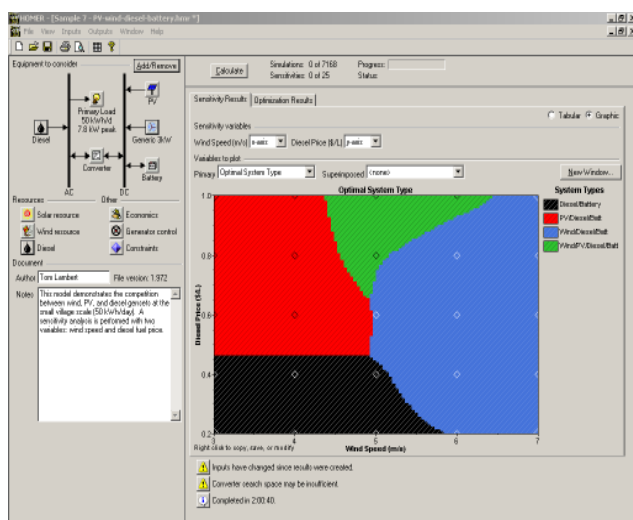 HOMER - [Sample 7 - PV-wind-diesel-battery.hmr *]
File View Inputs Outputs Window Help
Equipment to consider
Add/Remove
Calculate
Simulations: 0 of 7168
Progress:
Sensitivities: 0 of 25
Status:
Primary Load
50 kWh/d
7.8 kW peak
PV
Diesel
Generic 3kW
Converter
Battery
AC
DC
Resources
Other
Solar resource
Economics
Wind resource
Generator control
Diesel
Constraints
Document
Author Tom Lambert
File version: 1.972
Notes
This model demonstrates the competition
between wind, PV, and diesel gensets at the
small village scale (50 kWh/day). A
sensitivity analysis is performed with two
variables: wind speed and diesel fuel price.
Sensitivity Results
Optimization Results
Tabular
Graphic
Sensitivity variables
Wind Speed (m/s) x-axis
Diesel Price ($/L) y-axis
Variables to plot
Primary Optimal System Type
Superimposed <none>
New Window...
Optimal System Type
System Types
Diesel/Battery
PV/Diesel/Batt
Wind/Diesel/Batt
Wind/PV/Diesel/Batt
Diesel Price ($/L)
1.0
0.8
0.6
0.4
0.2
3 4 5 6 7
Wind Speed (m/s)
Right click to copy, save, or modify
Inputs have changed since results were created.
Converter search space may be insufficient.
Completed in 2:00:40.